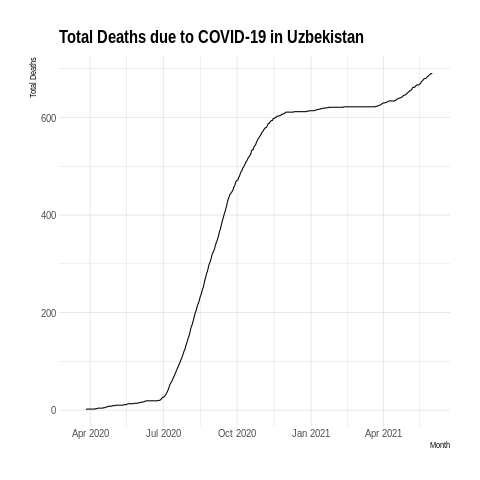 Total Deaths due to COVID-19 in Uzbekistan
Total Deaths
600
400
200
0
Apr 2020 Jul 2020 Oct 2020 Jan 2021 Apr 2021
Month